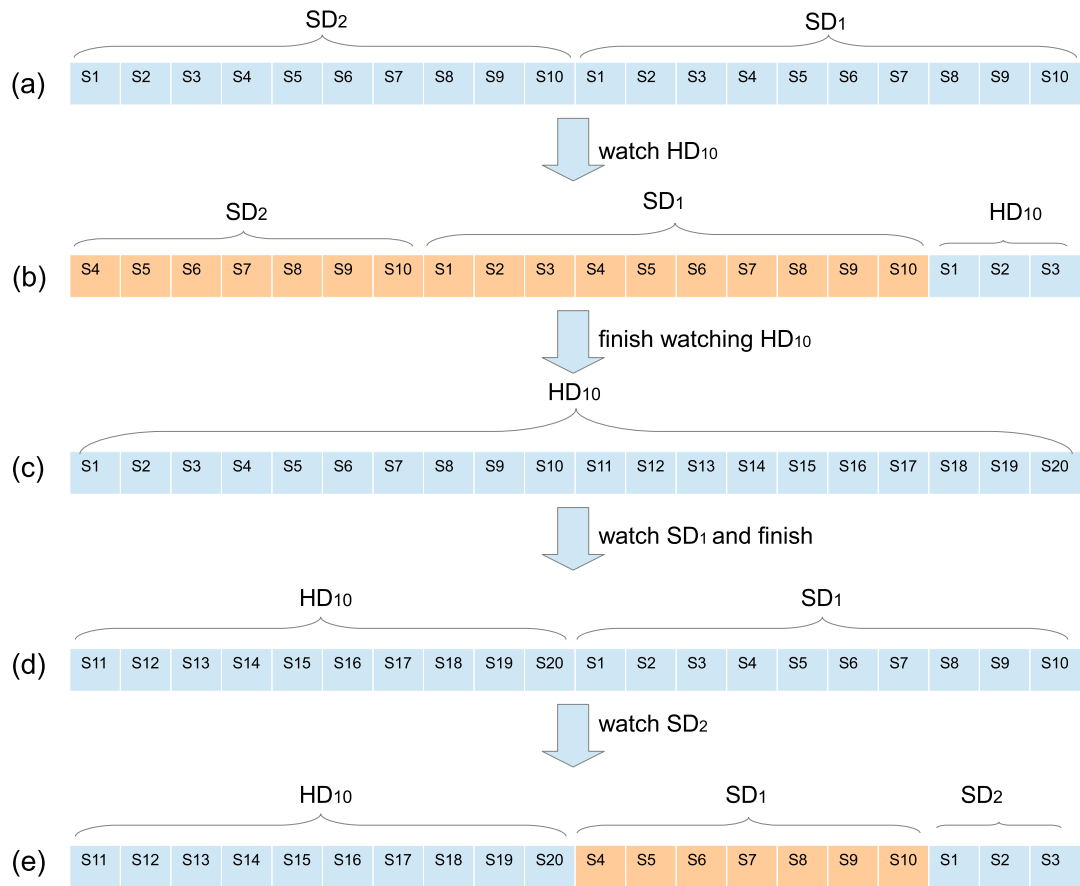 SD2 SD1
(a) S1 S2 S3 S4 S5 S6 S7 S8 S9 S10 S1 S2 S3 S4 S5 S6 S7 S8 S9 S10
watch HD10
SD2 SD1 HD10
(b) S4 S5 S6 S7 S8 S9 S10 S1 S2 S3 S4 S5 S6 S7 S8 S9 S10 S1 S2 S3
finish watching HD10
HD10
(c) S1 S2 S3 S4 S5 S6 S7 S8 S9 S10 S11 S12 S13 S14 S15 S16 S17 S18 S19 S20
watch SD1 and finish
HD10 SD1
(d) S11 S12 S13 S14 S15 S16 S17 S18 S19 S20 S1 S2 S3 S4 S5 S6 S7 S8 S9 S10
watch SD2
HD10 SD1 SD2
(e) S11 S12 S13 S14 S15 S16 S17 S18 S19 S20 S4 S5 S6 S7 S8 S9 S10 S1 S2 S3